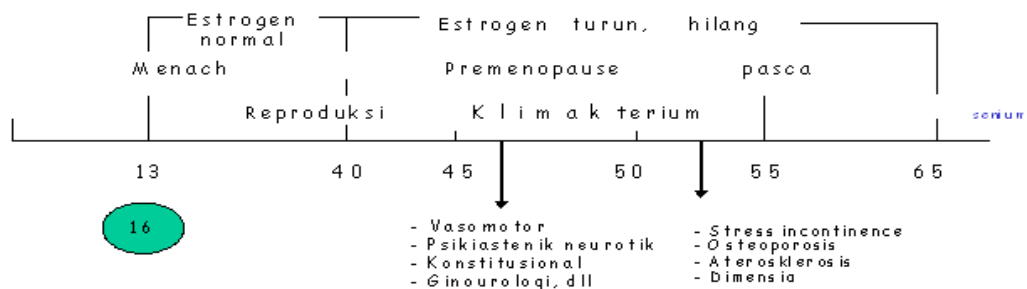 Estrogen normal
Estrogen turun, hilang
Menach
Premenopause
pasca
Reproduksi
Klimakterium
senium
13
40
45
50
55
65
16
- Vasomotor
- Psikiastenik neurotik
- Konstitusional
- Ginourologi, dll
- Stress incontinence
- Osteoporosis
- Aterosklerosis
- Dimensia